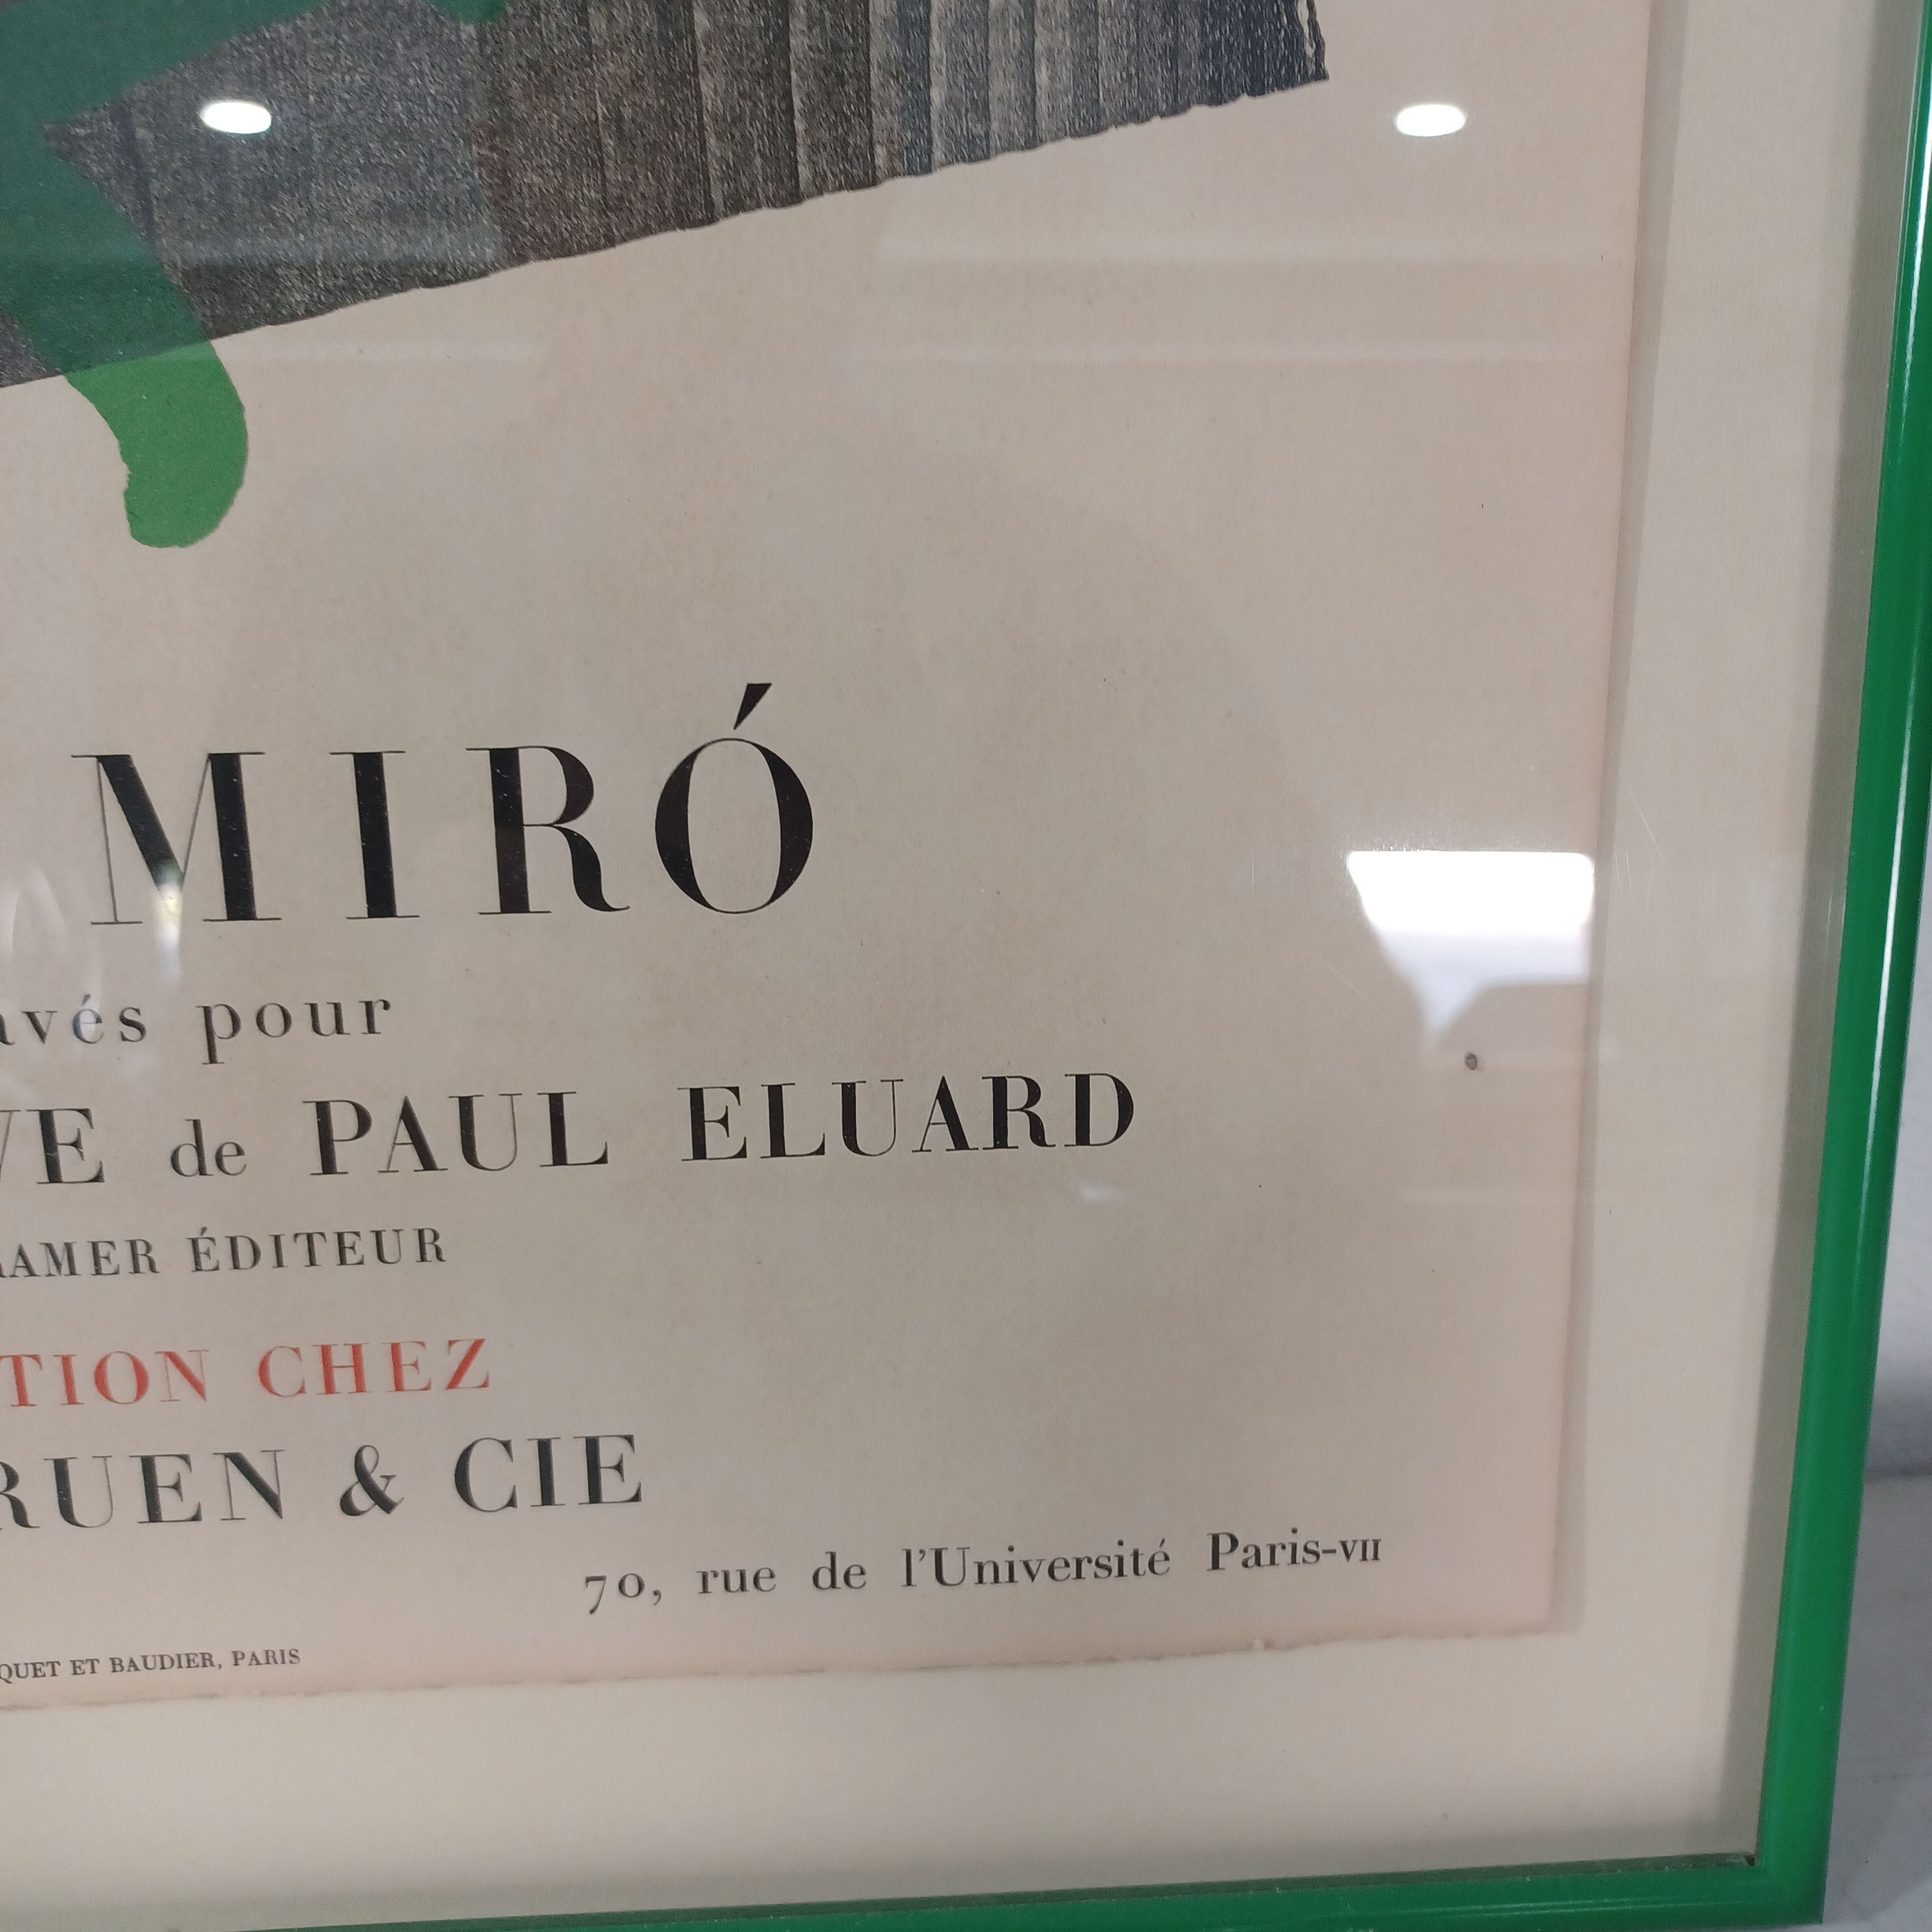 MIRÓ
avés pour
VE de PAUL ELUARD
AMER ÉDITEUR
TION CHEZ
RUEN & CIE
70, rue de l'Université Paris-VII
QUET ET BAUDIER, PARIS